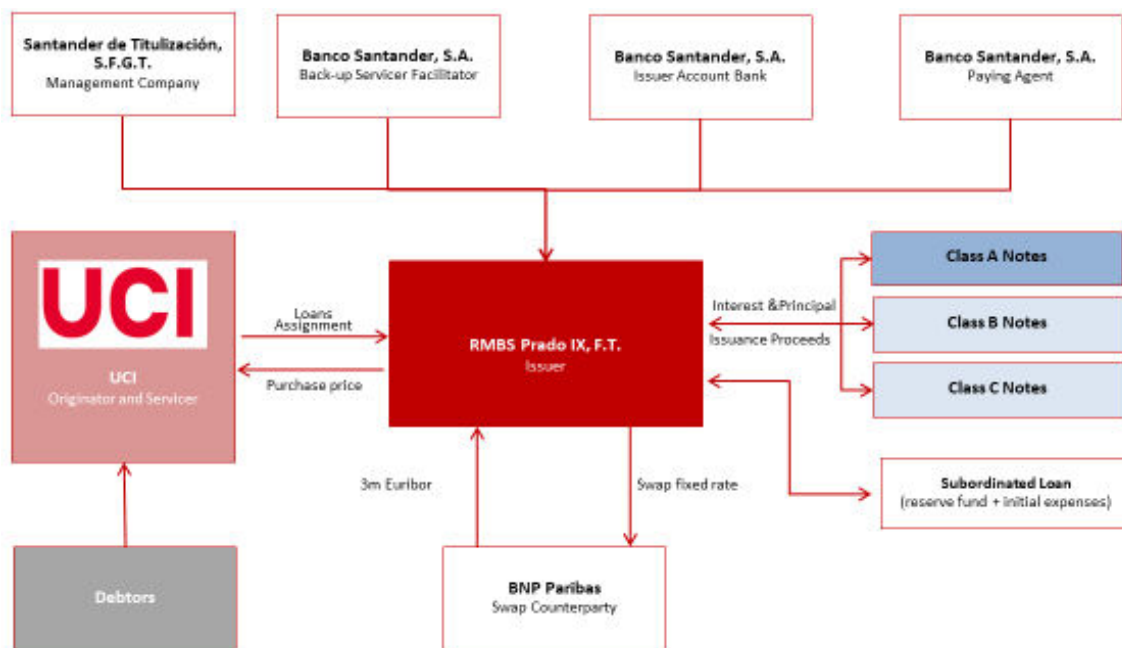 Santander de Titulización,
S.F.G.T.
Management Company
Banco Santander, S.A.
Back-up Servicer Facilitator
Banco Santander, S.A.
Issuer Account Bank
Banco Santander, S.A.
Paying Agent
UCI
UCI
Originator and Servicer
Loans
Assignment
Purchase price
RMBS Prado IX, F.T.
Issuer
Interest &Principal
Issuance Proceeds
Class A Notes
Class B Notes
Class C Notes
3m Euribor
Swap fixed rate
Subordinated Loan
(reserve fund + initial expenses)
Debtors
BNP Paribas
Swap Counterparty